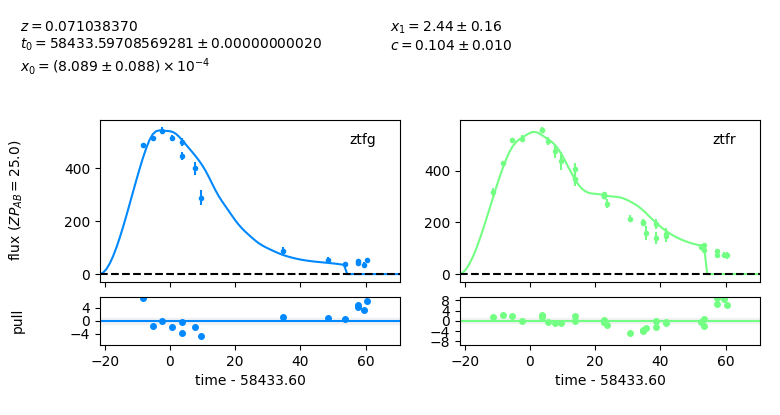 z = 0.071038370
t₀ = 58433.59708569281 ± 0.00000000020
x₀ = (8.089 ± 0.088) × 10⁻⁴
x₁ = 2.44 ± 0.16
c = 0.104 ± 0.010
flux (ZP_AB = 25.0)
ztfg
400
200
0
ztfr
400
200
0
pull
4
0
−4
−20 0 20 40 60
time - 58433.60
8
4
0
−4
−8
−20 0 20 40 60
time - 58433.60